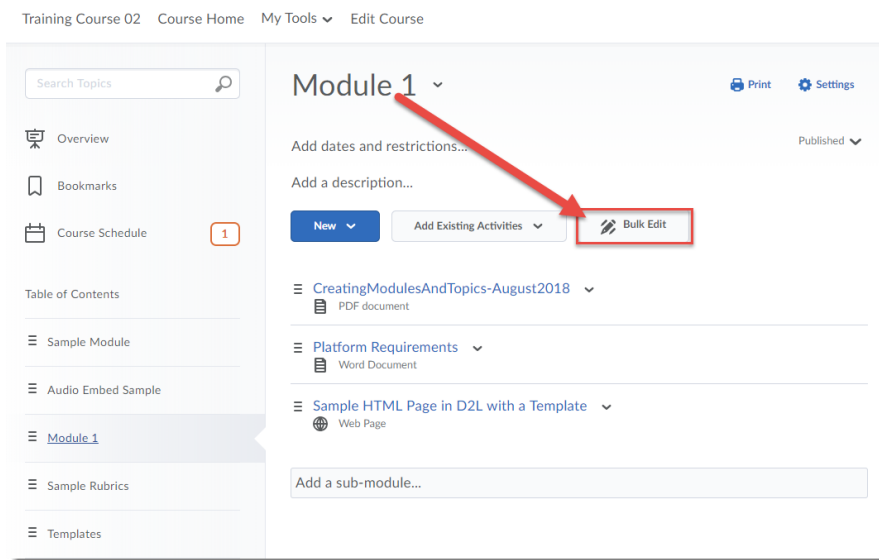 Training Course 02 Course Home My Tools Edit Course
Search Topics
Overview
Bookmarks
Course Schedule 1
Table of Contents
Sample Module
Audio Embed Sample
Module 1
Sample Rubrics
Templates
Module 1
Print Settings
Add dates and restrictions...
Published
Add a description...
New Add Existing Activities Bulk Edit
CreatingModulesAndTopics-August2018
PDF document
Platform Requirements
Word Document
Sample HTML Page in D2L with a Template
Web Page
Add a sub-module...